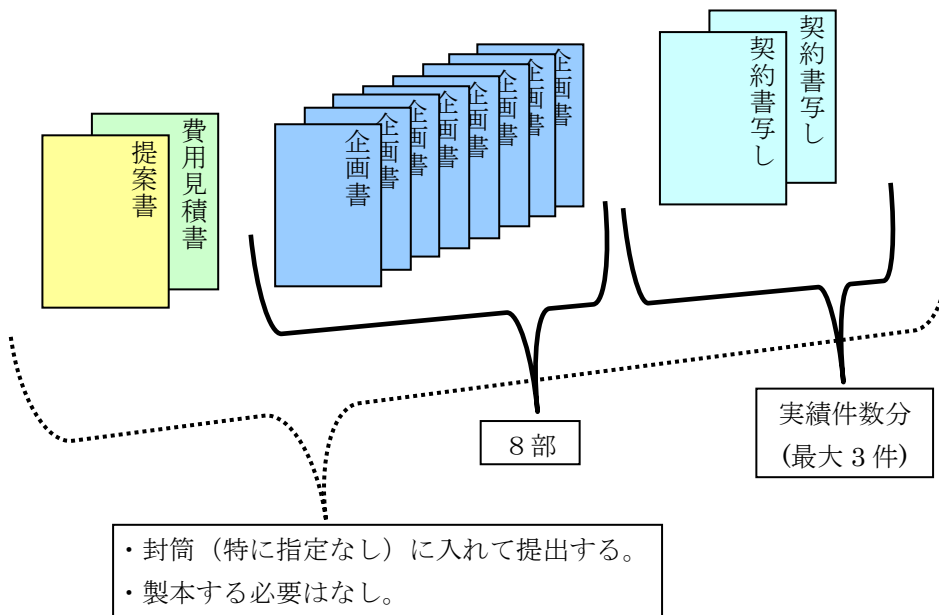 提案書
費用見積書
企画書
企画書
企画書
企画書
企画書
企画書
企画書
企画書
契約書写し
契約書写し
８部
実績件数分
(最大３件)
・封筒（特に指定なし）に入れて提出する。
・製本する必要はなし。